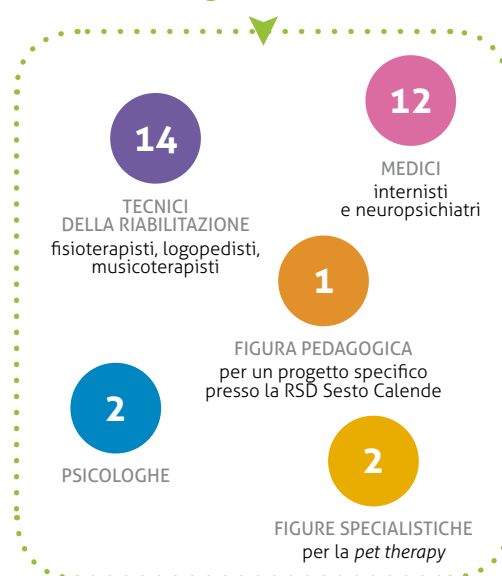 14
TECNICI
DELLA RIABILITAZIONE
fisioterapisti, logopedisti,
musicoterapisti
12
MEDICI
internisti
e neuropsichiatri
1
FIGURA PEDAGOGICA
per un progetto specifico
presso la RSD Sesto Calende
2
PSICOLOGHE
2
FIGURE SPECIALISTICHE
per la pet therapy